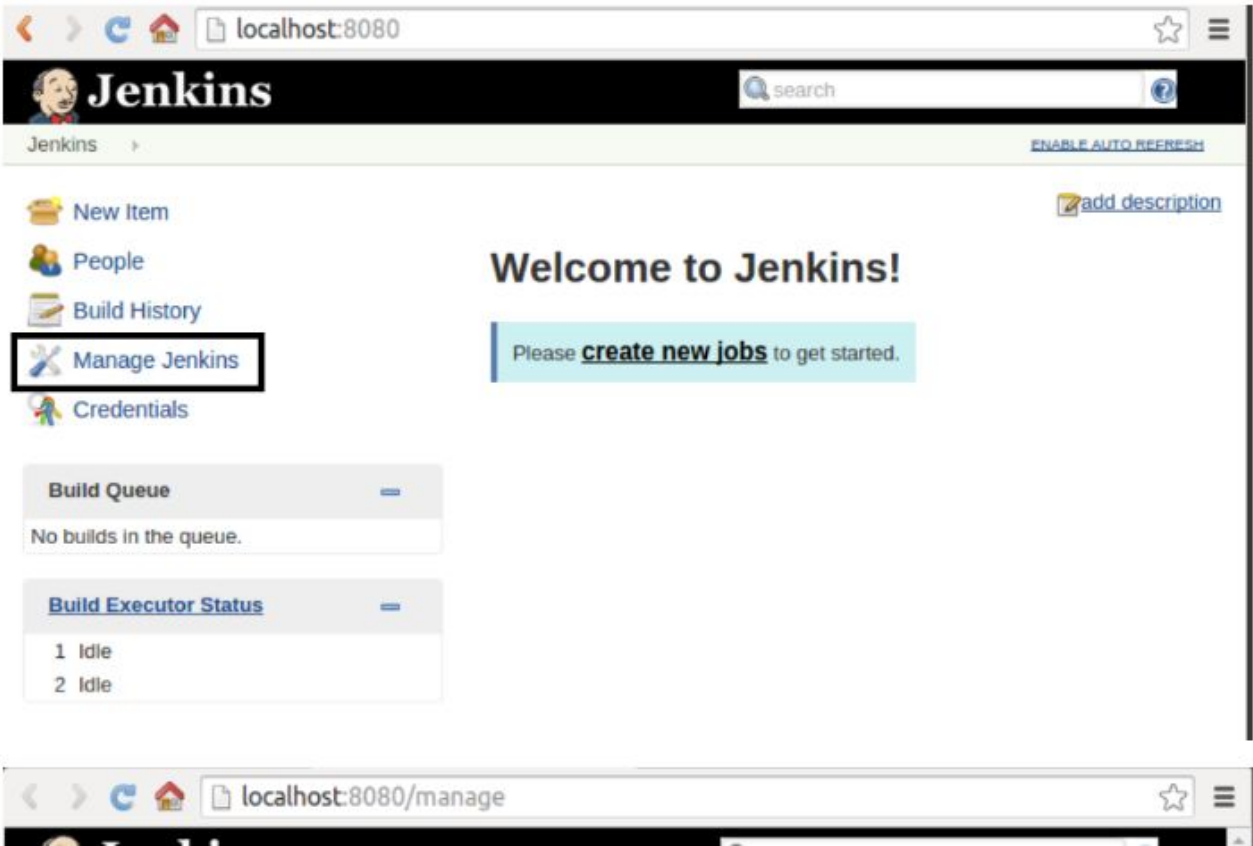 localhost:8080
Jenkins
search
Jenkins
ENABLE AUTO REFRESH
New Item
add description
People
Welcome to Jenkins!
Build History
Please create new jobs to get started.
Manage Jenkins
Credentials
Build Queue
No builds in the queue.
Build Executor Status
1 Idle
2 Idle
localhost:8080/manage